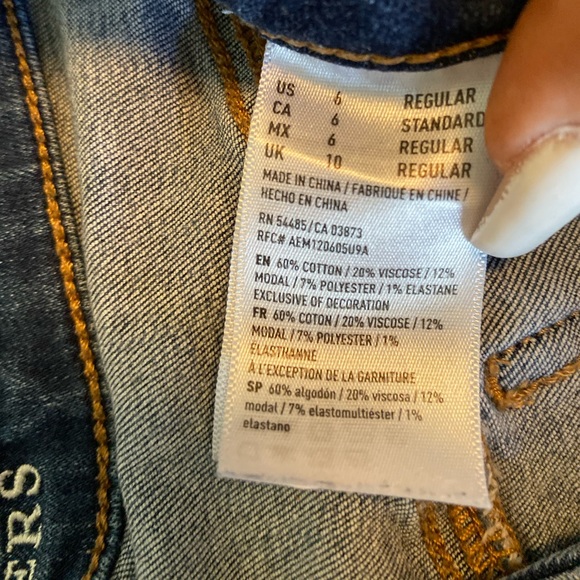 US 6 REGULAR
CA 6 STANDARD
MX 6 REGULAR
UK 10 REGULAR
MADE IN CHINA / FABRIQUÉ EN CHINE /
HECHO EN CHINA
RN 54485/CA 03873
RFC# AEM120605U9A
EN 60% COTTON / 20% VISCOSE / 12%
MODAL / 7% POLYESTER / 1% ELASTANE
EXCLUSIVE OF DECORATION
FR 60% COTON / 20% VISCOSE / 12%
MODAL / 7% POLYESTER / 1%
ÉLASTHANNE
À L'EXCEPTION DE LA GARNITURE
SP 60% algodón / 20% viscosa / 12%
modal / 7% elastomultiéster / 1%
elastano
ERS